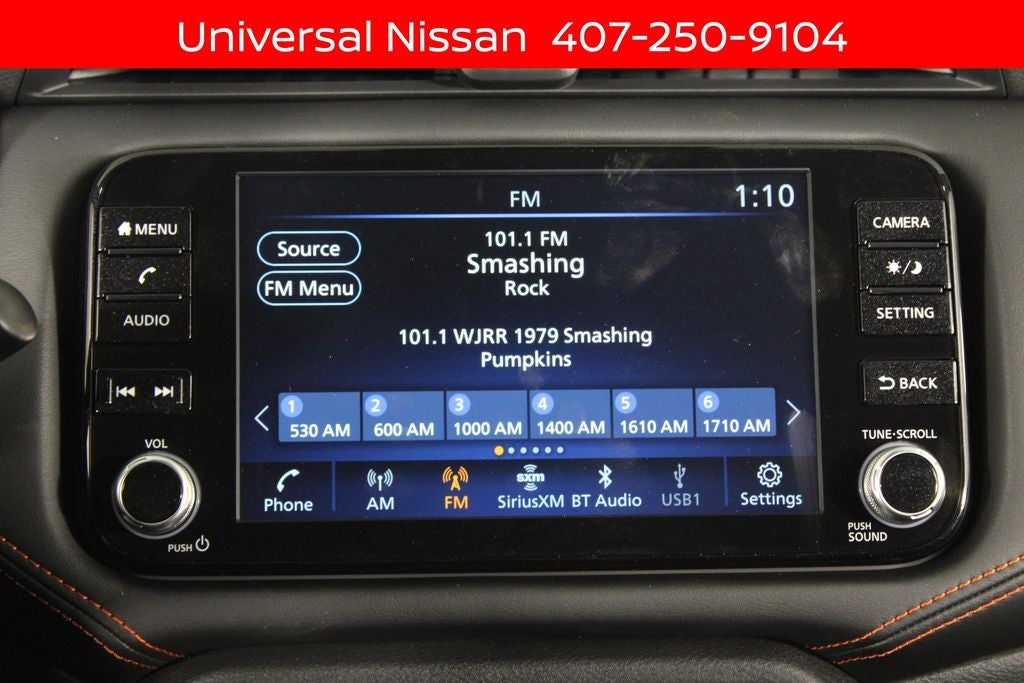 Universal Nissan 407-250-9104
FM
1:10
MENU
AUDIO
VOL
PUSH
Source
FM Menu
101.1 FM
Smashing
Rock
101.1 WJRR 1979 Smashing
Pumpkins
1 530 AM
2 600 AM
3 1000 AM
4 1400 AM
5 1610 AM
6 1710 AM
Phone
AM
FM
sxm
SiriusXM
BT Audio
USB1
Settings
CAMERA
SETTING
BACK
TUNE·SCROLL
PUSH
SOUND